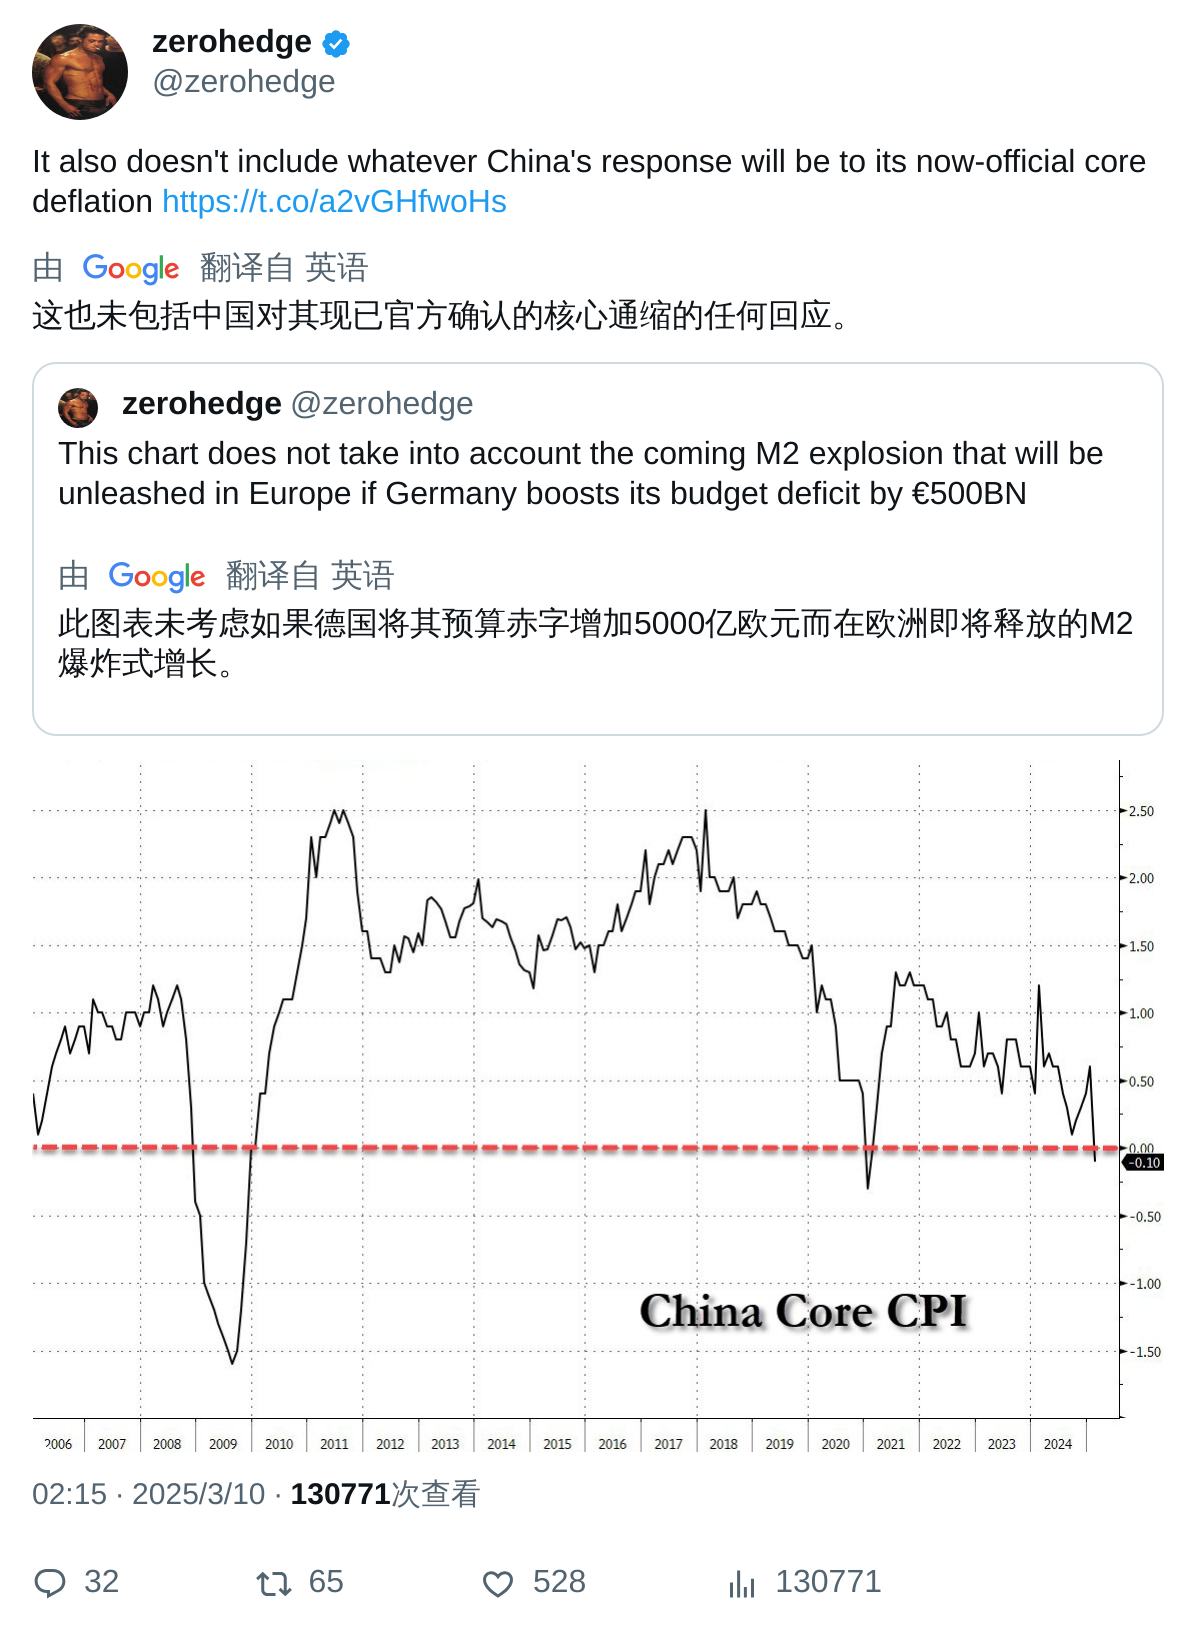 zerohedge
@zerohedge
It also doesn't include whatever China's response will be to its now-official core
deflation https://t.co/a2vGHfwoHs
由 Google 翻译自 英语
这也未包括中国对其现已官方确认的核心通缩的任何回应。
zerohedge @zerohedge
This chart does not take into account the coming M2 explosion that will be
unleashed in Europe if Germany boosts its budget deficit by €500BN
由 Google 翻译自 英语
此图表未考虑如果德国将其预算赤字增加5000亿欧元而在欧洲即将释放的M2
爆炸式增长。
2.50
2.00
1.50
1.00
0.50
0.00
-0.10
-0.50
-1.00
China Core CPI
-1.50
2006 2007 2008 2009 2010 2011 2012 2013 2014 2015 2016 2017 2018 2019 2020 2021 2022 2023 2024
02:15 · 2025/3/10 · 130771次查看
32 65 528 130771